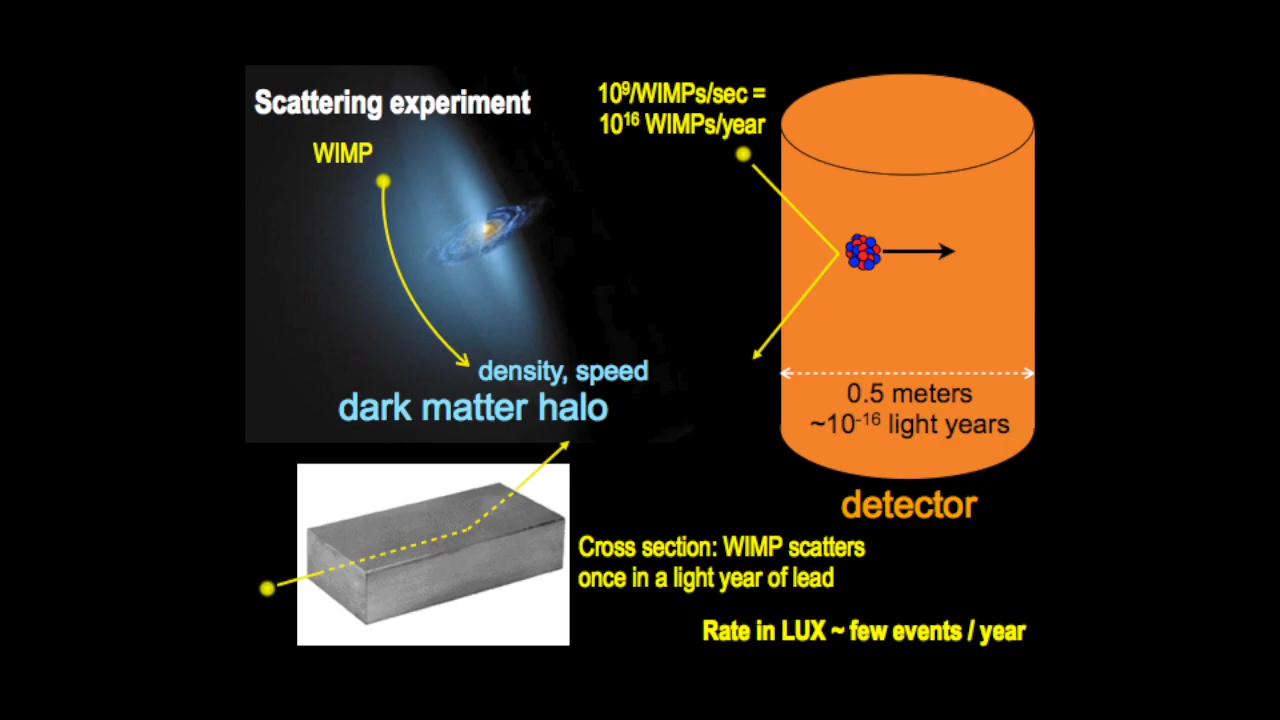 Scattering experiment
WIMP
density, speed
dark matter halo
10⁹/WIMPs/sec =
10¹⁶ WIMPs/year
0.5 meters
~10⁻¹⁶ light years
detector
Cross section: WIMP scatters
once in a light year of lead
Rate in LUX ~ few events / year